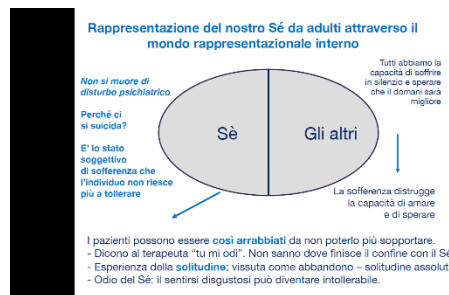 Rappresentazione del nostro Sé da adulti attraverso il
mondo rappresentazionale interno
Non si muore di
disturbo psichiatrico
Perché ci
si suicida?
E' lo stato
soggettivo
di sofferenza che
l'individuo non riesce
più a tollerare
Sè
Gli altri
Tutti abbiamo la
capacità di soffrire
in silenzio e sperare
che il domani sarà
migliore
La sofferenza distrugge
la capacità di amare
e di sperare
I pazienti possono essere così arrabbiati da non poterlo più sopportare.
- Dicono al terapeuta "tu mi odi". Non sanno dove finisce il confine con il Sé
- Esperienza della solitudine: vissuta come abbandono – solitudine assolut
- Odio del Sé: il sentirsi disgustosi può diventare intollerabile.